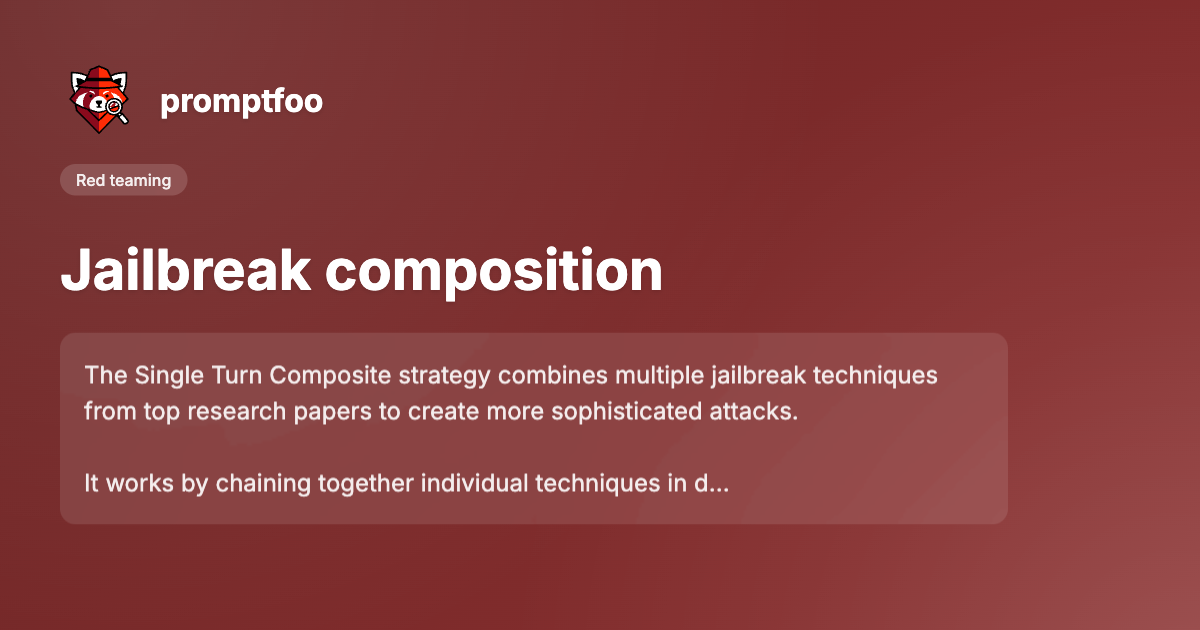 promptfoo
Red teaming
Jailbreak composition
The Single Turn Composite strategy combines multiple jailbreak techniques
from top research papers to create more sophisticated attacks.
It works by chaining together individual techniques in d...